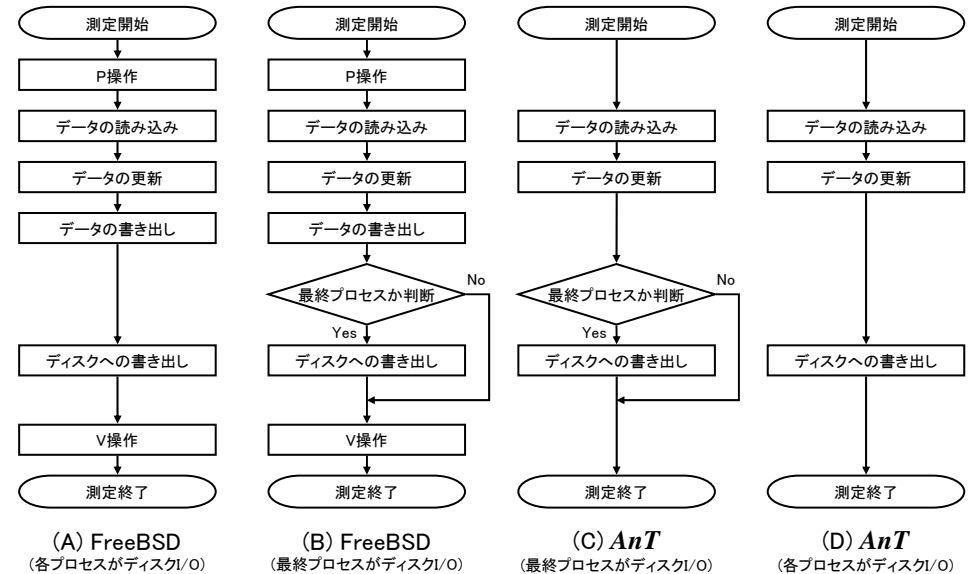 測定開始
P操作
データの読み込み
データの更新
データの書き出し
ディスクへの書き出し
V操作
測定終了
(A) FreeBSD
(各プロセスがディスクI/O)
測定開始
P操作
データの読み込み
データの更新
データの書き出し
最終プロセスか判断
No
Yes
ディスクへの書き出し
V操作
測定終了
(B) FreeBSD
(最終プロセスがディスクI/O)
測定開始
データの読み込み
データの更新
最終プロセスか判断
No
Yes
ディスクへの書き出し
測定終了
(C) AnT
(最終プロセスがディスクI/O)
測定開始
データの読み込み
データの更新
ディスクへの書き出し
測定終了
(D) AnT
(各プロセスがディスクI/O)